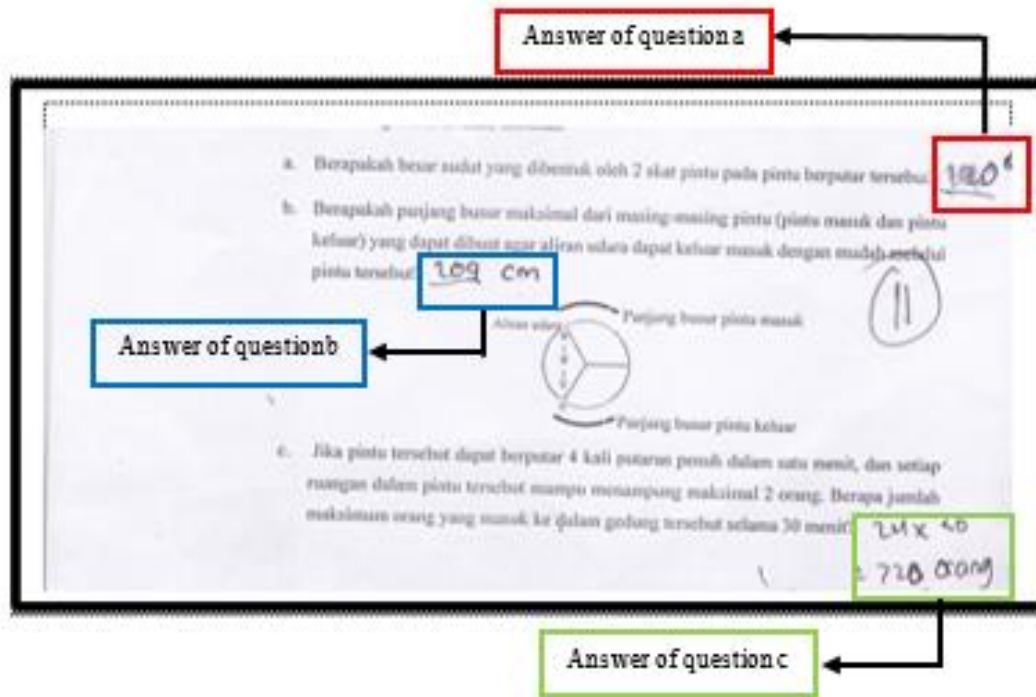 Answer of question a
a. Berapakah besar sudut yang dibentuk oleh 2 skat pintu pada pintu berputar tersebut
120°
b. Berapakah panjang busur maksimal dari masing-masing pintu (pintu masuk dan pintu
keluar) yang dapat dibuat agar aliran udara dapat keluar masuk dengan mudah melalui
pintu tersebut 209 cm
11
Aliran udara
Panjang busur pintu masuk
Answer of question b
Panjang busur pintu keluar
c. Jika pintu tersebut dapat berputar 4 kali putaran penuh dalam satu menit, dan setiap
ruangan dalam pintu tersebut mampu menampung maksimal 2 orang. Berapa jumlah
maksimum orang yang masuk ke dalam gedung tersebut selama 30 menit?
24 x
720 orang
Answer of question c